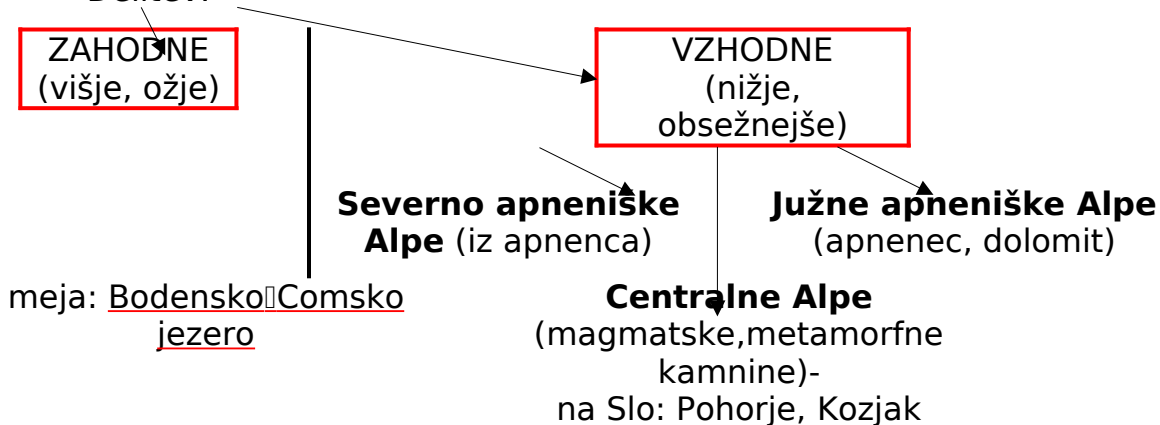 ZAHODNE
(višje, ožje)
VZHODNE
(nižje,
obsežnejše)
Severno apneniške
Alpe (iz apnenca)
Južne apneniške Alpe
(apnenec, dolomit)
meja: Bodensko▯Comsko
jezero
Centralne Alpe
(magmatske,metamorfne
kamnine)-
na Slo: Pohorje, Kozjak